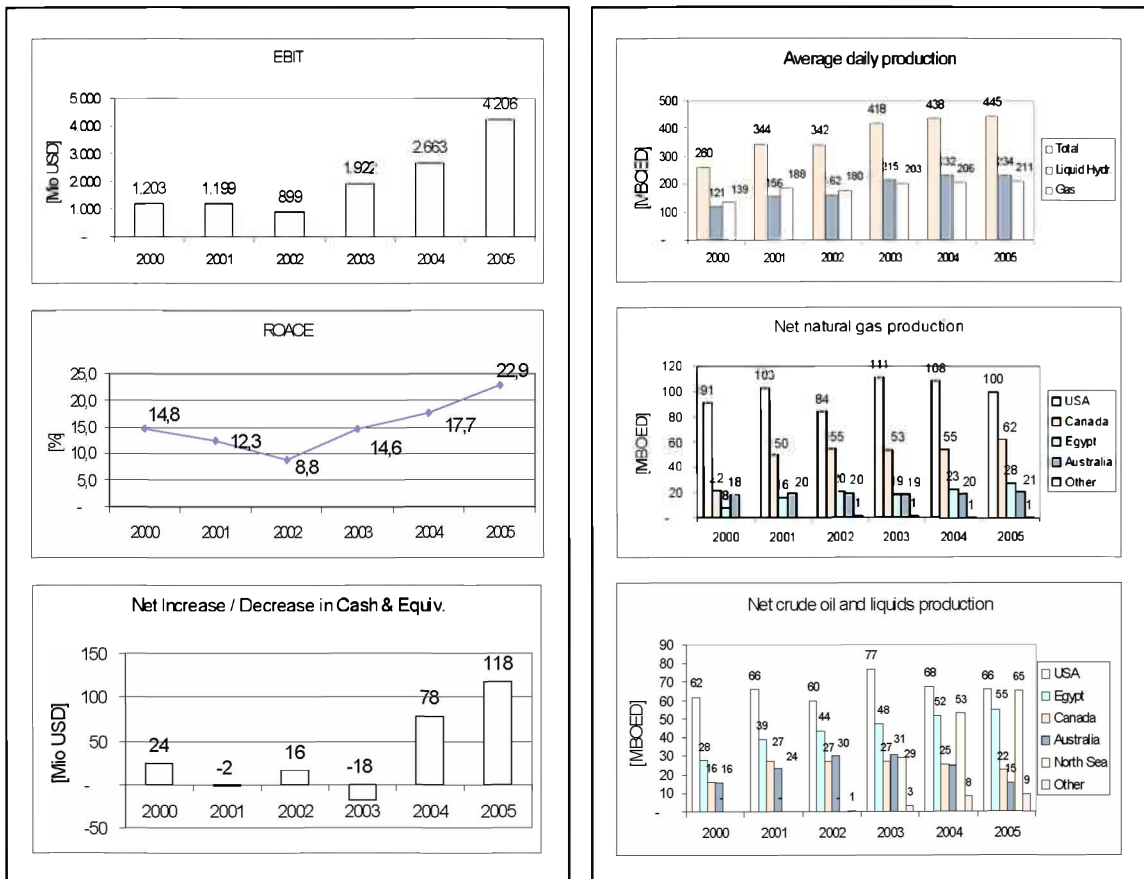 EBIT
[Mio USD]
5.000
4.000
3.000
2.000
1.000
-
1.203
1.199
899
1.922
2.663
4.206
2000 2001 2002 2003 2004 2005
ROACE
[%]
25,0
20,0
15,0
10,0
5,0
-
14,8
12,3
8,8
14,6
17,7
22,9
2000 2001 2002 2003 2004 2005
Net Increase / Decrease in Cash & Equiv.
[Mio USD]
150
100
50
-
-50
24
-2
16
-18
78
118
2000 2001 2002 2003 2004 2005
Average daily production
[MBOED]
500
400
300
200
100
-
260 121 139
344 156 188
342 162 180
418 215 203
438 232 206
445 234 211
2000 2001 2002 2003 2004 2005
Total
Liquid Hydr.
Gas
Net natural gas production
[MBOED]
120
100
80
60
40
20
-
91 22 8 18
103 50 16 20
84 55 20 20 1
111 53 19 19 1
108 55 23 20 1
100 62 28 21 1
2000 2001 2002 2003 2004 2005
USA
Canada
Egypt
Australia
Other
Net crude oil and liquids production
[MBOED]
90
80
70
60
50
40
30
20
10
-
62 28 16 16 -
66 39 27 24 -
60 44 27 30 - 1
77 48 27 31 29 3
68 52 25 53 8
66 55 22 15 65 9
2000 2001 2002 2003 2004 2005
USA
Egypt
Canada
Australia
North Sea
Other